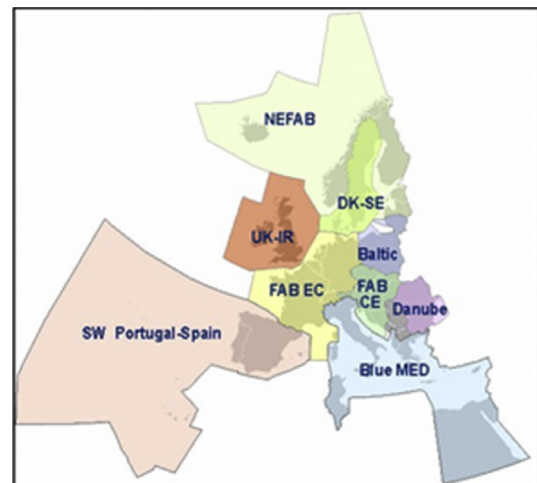 NEFAB
DK-SE
UK-IR
Baltic
FAB EC
FAB
CE
Danube
SW Portugal-Spain
Blue MED